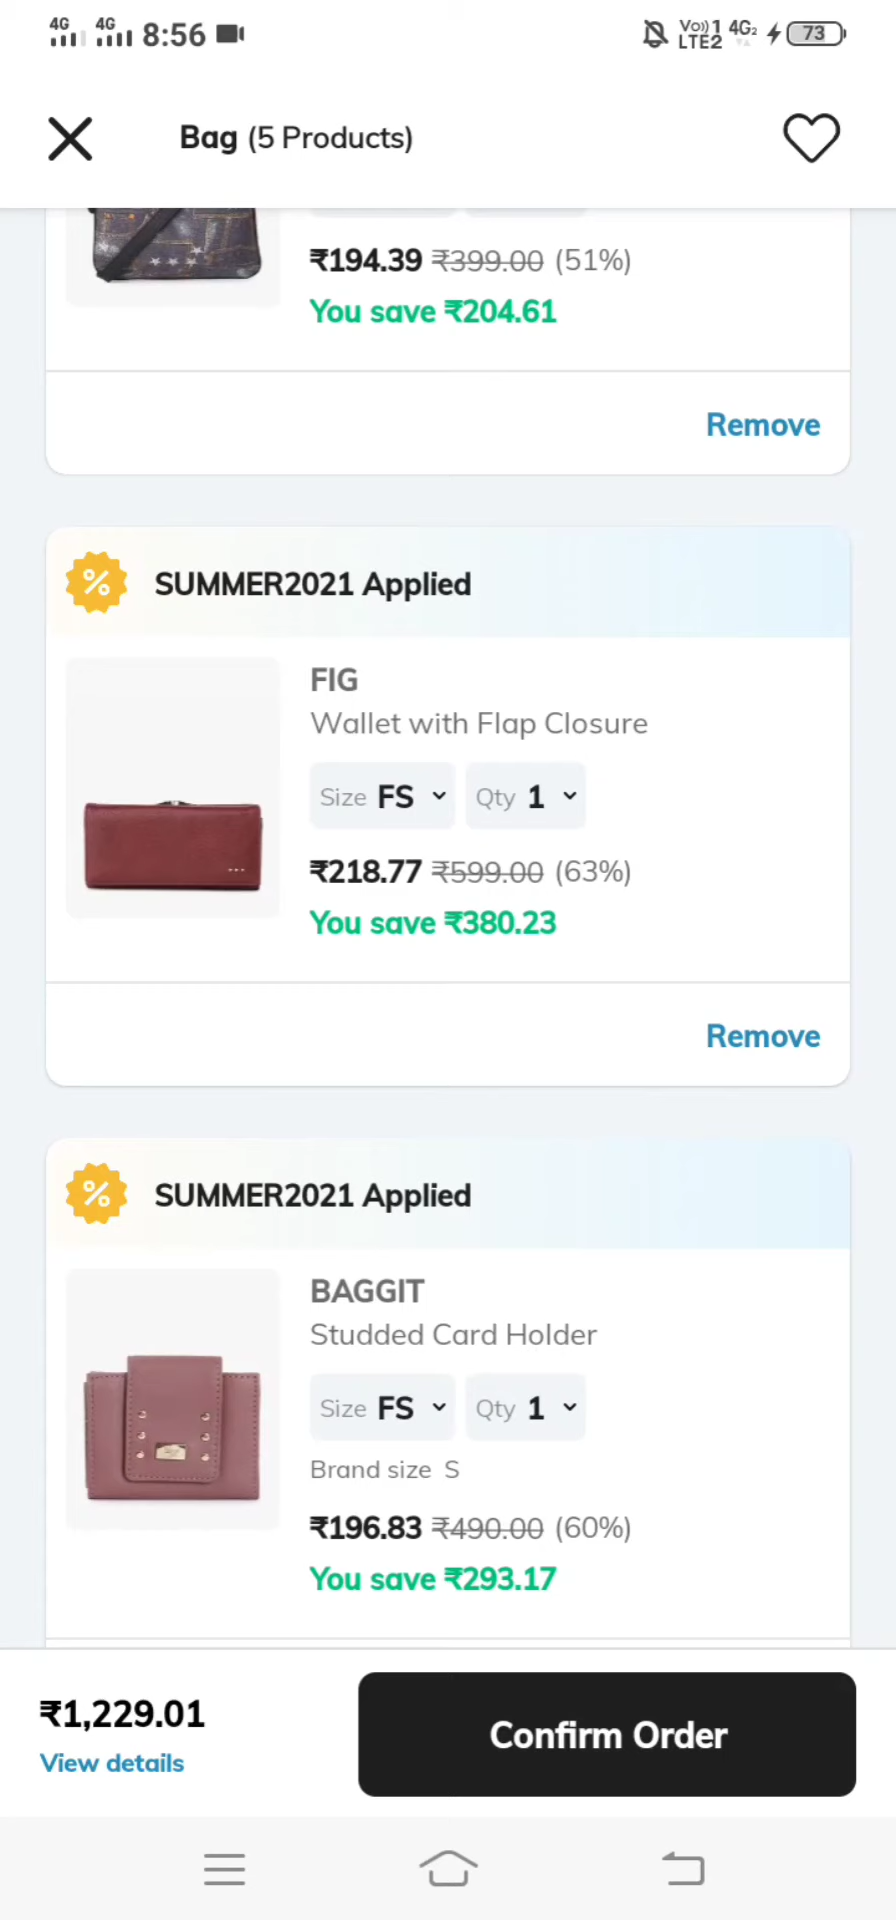 4G 4G 8:56 Vo))1 LTE2 4G2 73
Bag (5 Products)
₹194.39 ₹399.00 (51%)
You save ₹204.61
Remove
% SUMMER2021 Applied
FIG
Wallet with Flap Closure
Size FS Qty 1
₹218.77 ₹599.00 (63%)
You save ₹380.23
Remove
% SUMMER2021 Applied
BAGGIT
Studded Card Holder
Size FS Qty 1
Brand size S
₹196.83 ₹490.00 (60%)
You save ₹293.17
₹1,229.01
View details
Confirm Order